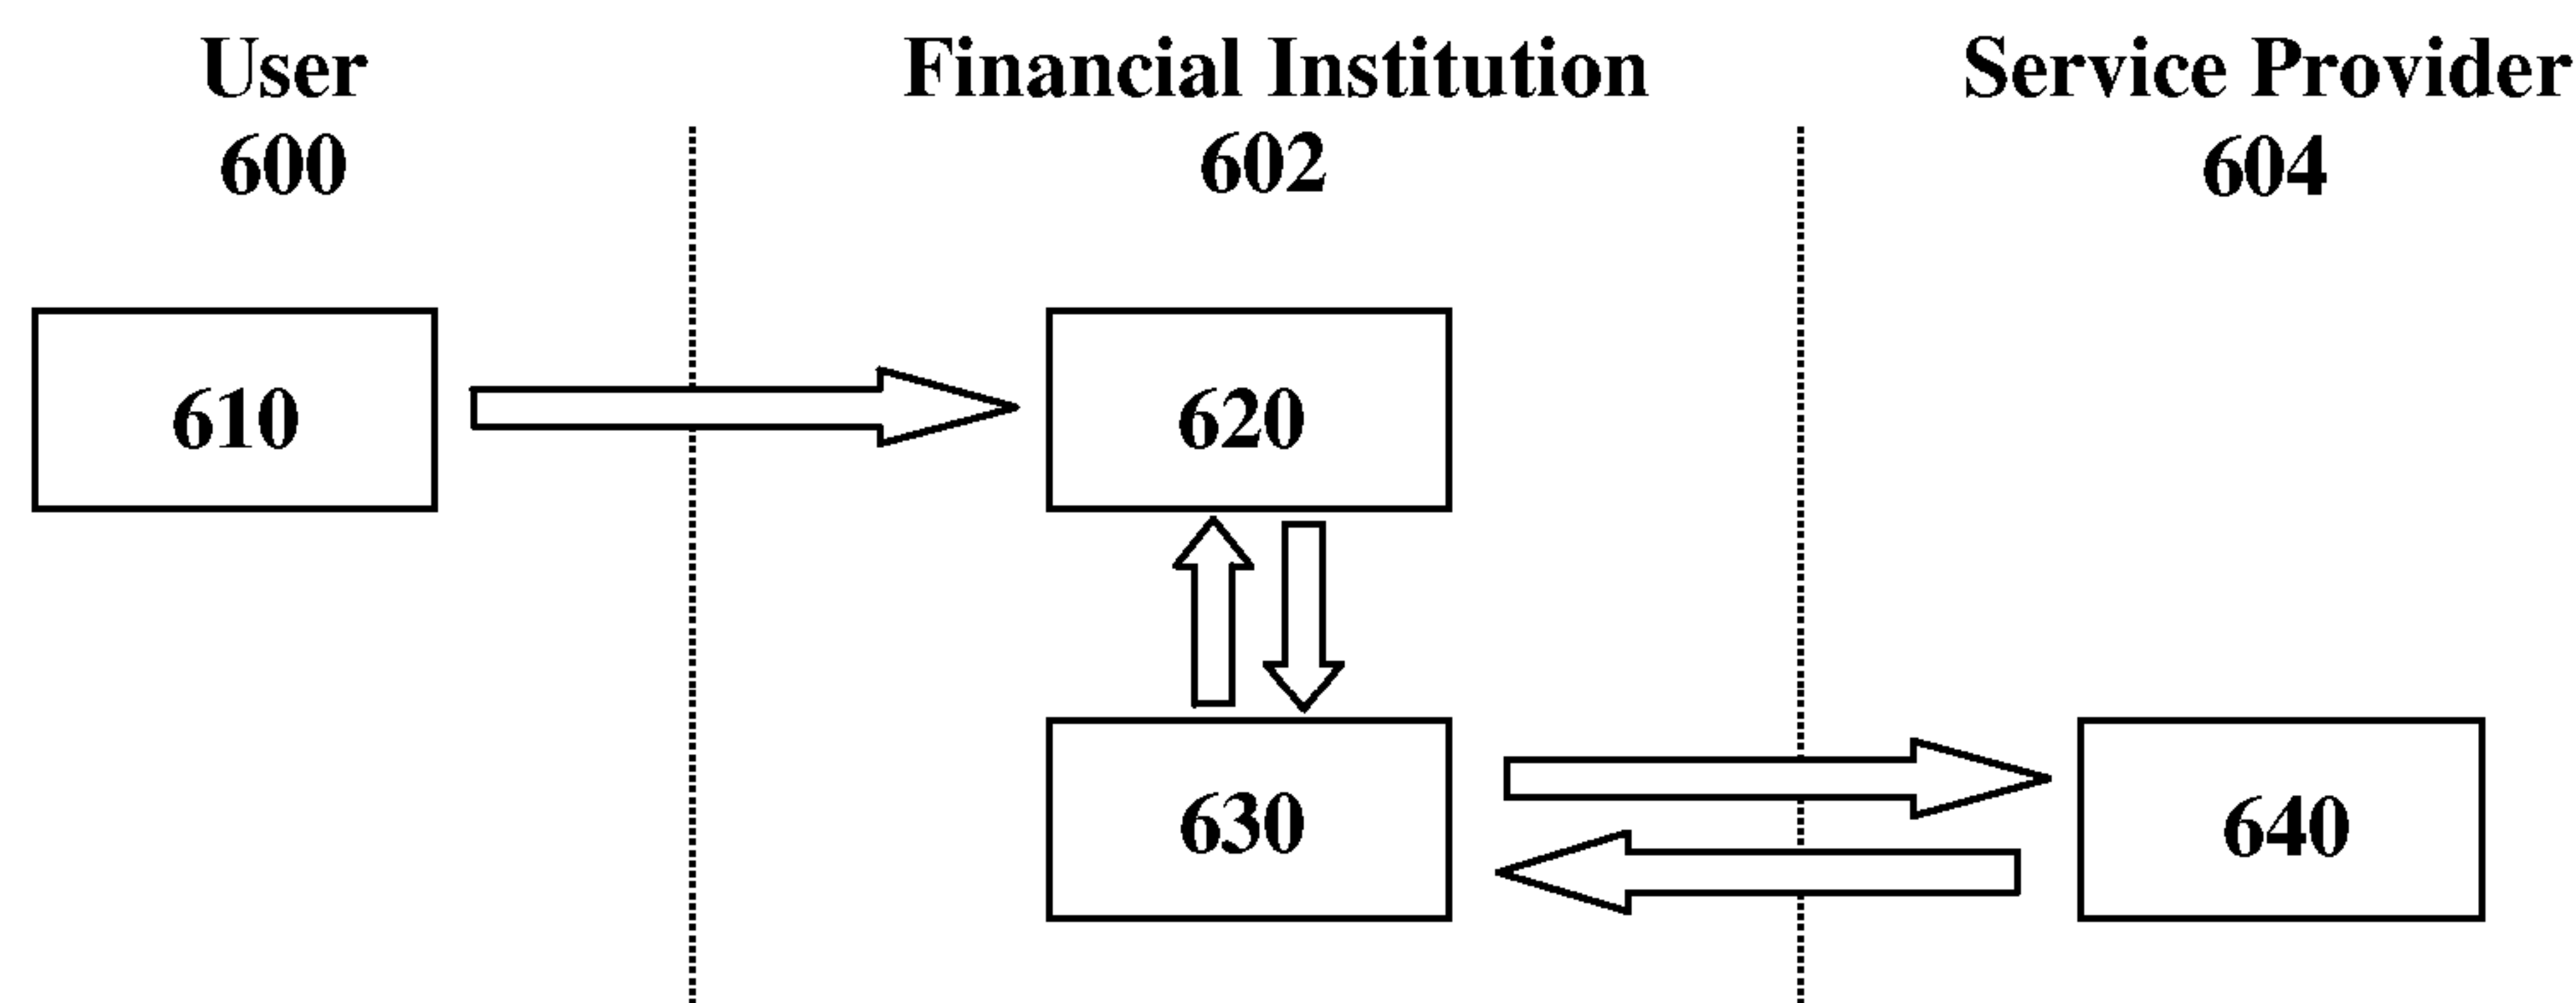 User
600
Financial Institution
602
Service Provider
604
610
620
630
640